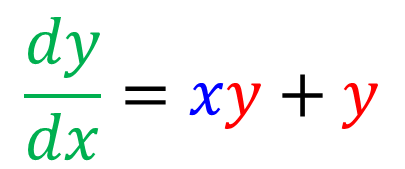 dy/dx = xy + y